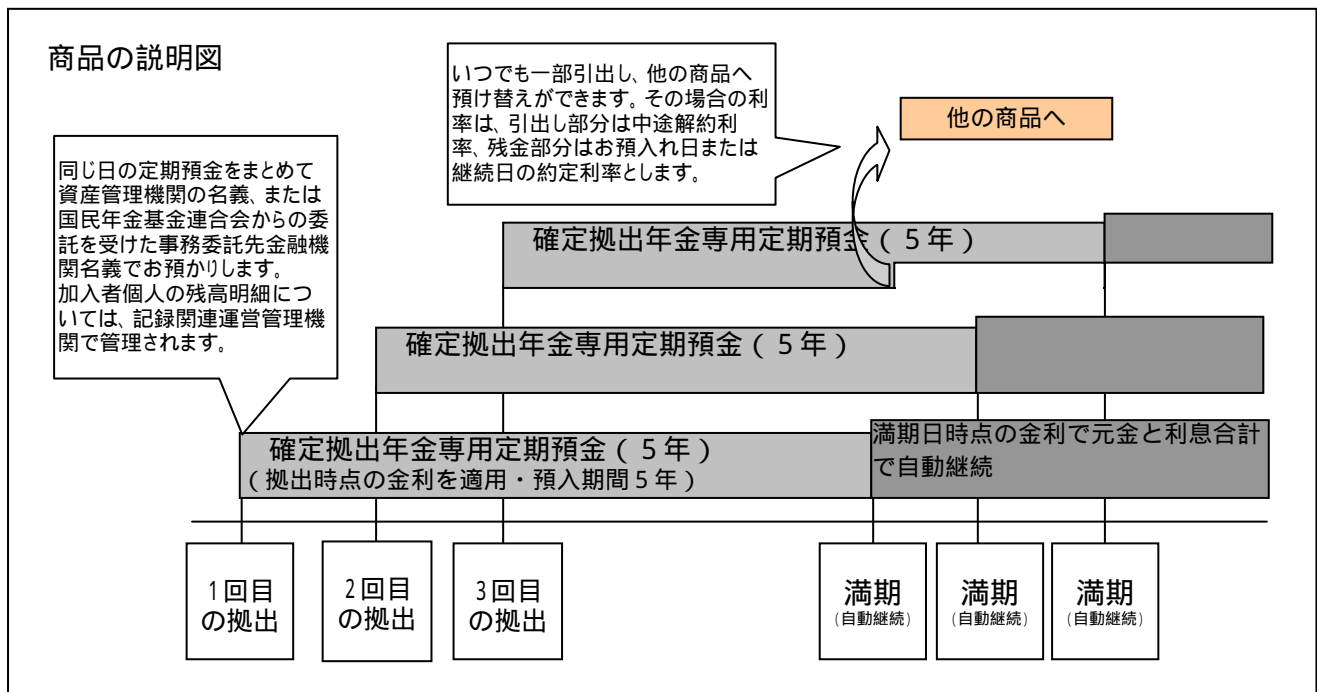 商品の説明図
いつでも一部引出し、他の商品へ
預け替えができます。その場合の利
率は、引出し部分は中途解約利
率、残金部分はお預入れ日または
継続日の約定利率とします。
他の商品へ
同じ日の定期預金をまとめて
資産管理機関の名義、または
国民年金基金連合会からの委
託を受けた事務委託先金融機
関名義でお預かりします。
加入者個人の残高明細につ
いては、記録関連運営管理機
関で管理されます。
確定拠出年金専用定期預金(5年)
確定拠出年金専用定期預金(5年)
確定拠出年金専用定期預金(5年)
(拠出時点の金利を適用・預入期間5年)
満期日時点の金利で元金と利息合計
で自動継続
1回目
の拠出
2回目
の拠出
3回目
の拠出
満期
(自動継続)
満期
(自動継続)
満期
(自動継続)